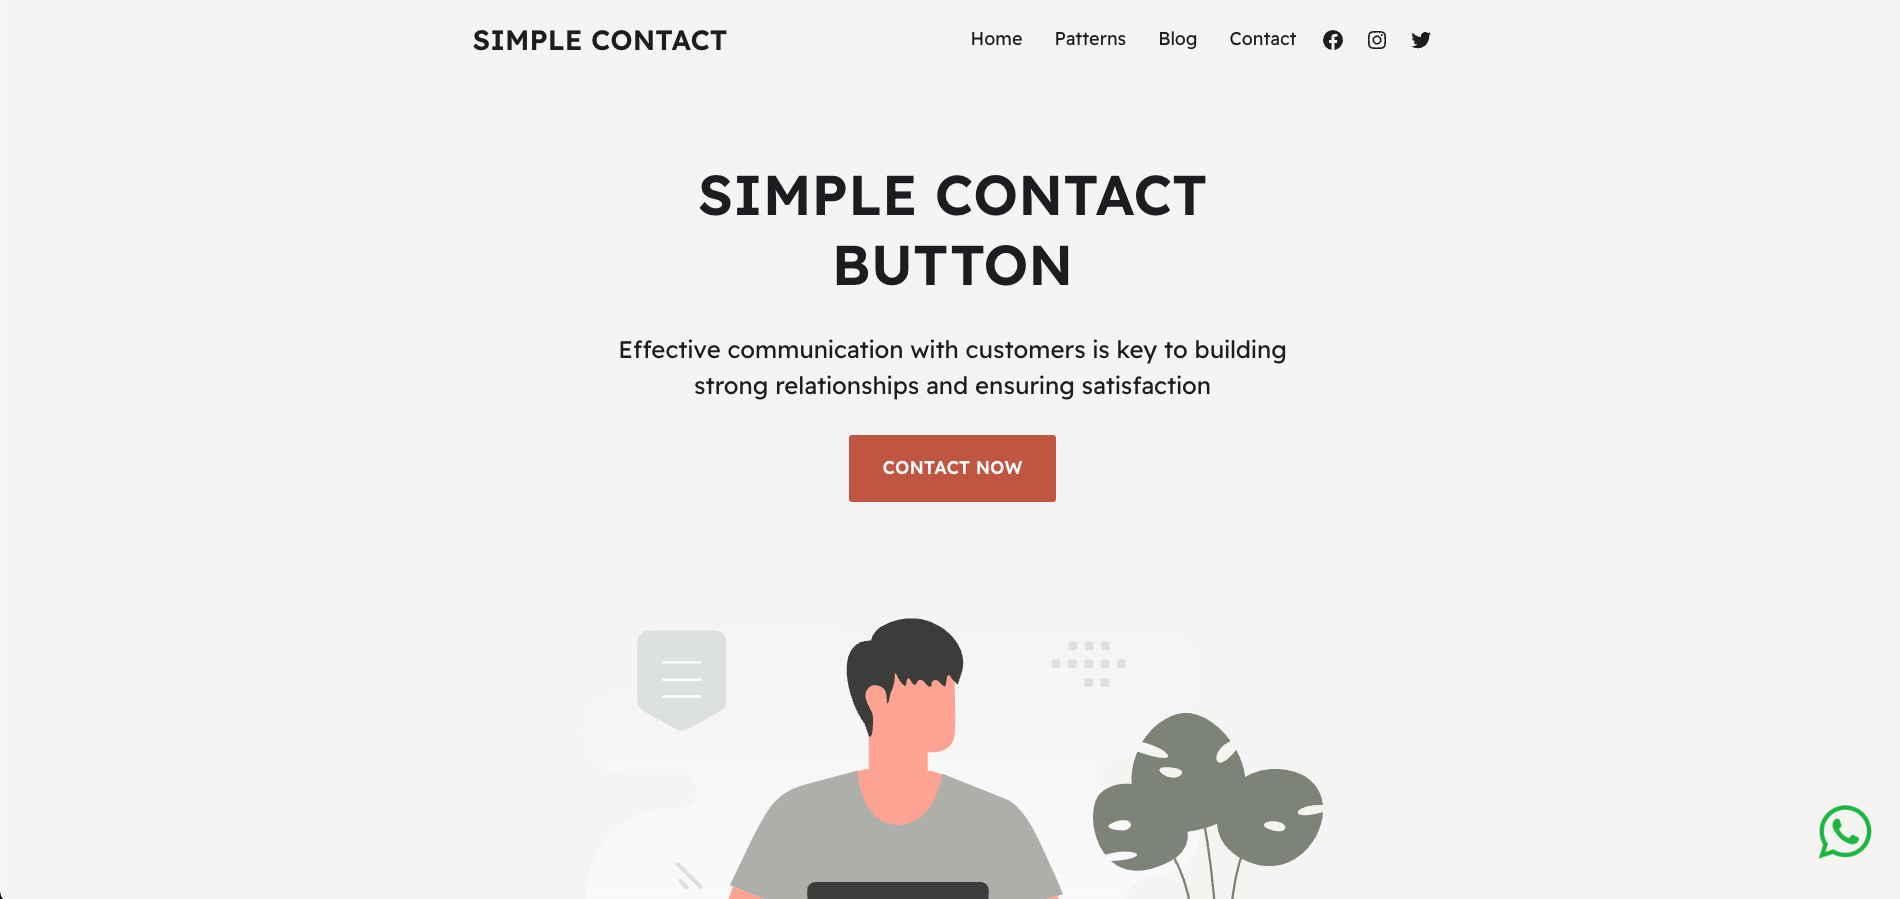 SIMPLE CONTACT
Home Patterns Blog Contact
SIMPLE CONTACT
BUTTON
Effective communication with customers is key to building
strong relationships and ensuring satisfaction
CONTACT NOW